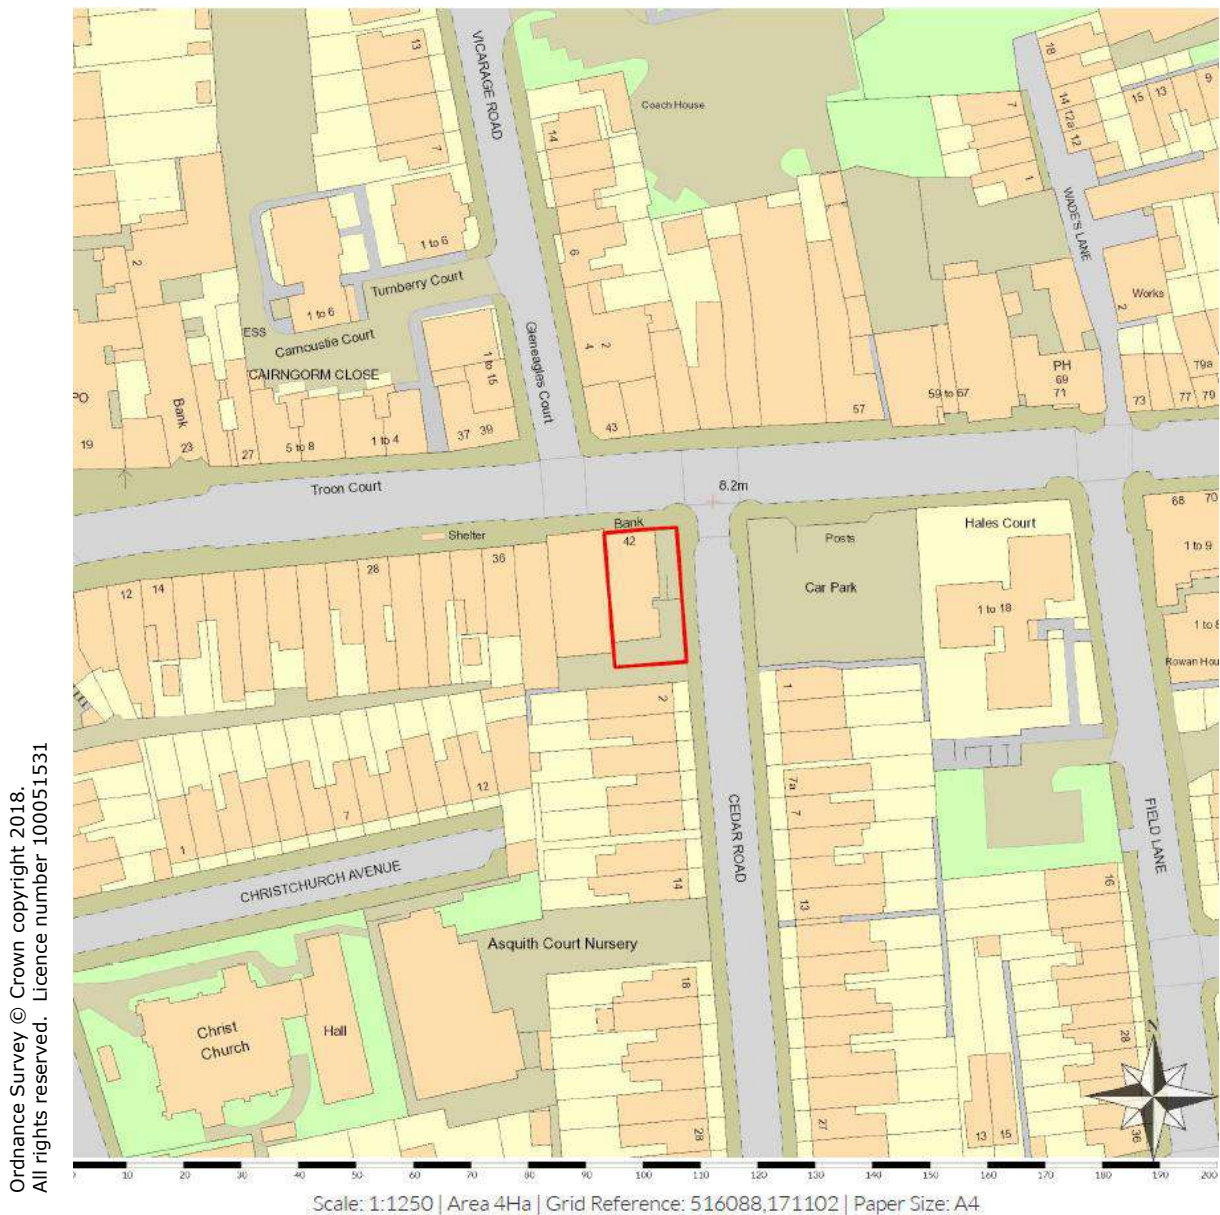 VICARAGE ROAD
13
7
14
Coach House
18
14
12a
12
15
13
9
7
1
WADE'S LANE
2
1 to 6
Turnberry Court
1 to 6
ESS
Carnoustie Court
CAIRNGORM CLOSE
6
4
2
Gleneagles Court
1 to 15
Works
2
PH
69
71
79a
PO
19
Bank
23
27
5 to 8
1 to 4
37
39
43
57
59 to 67
73
77
79
Troon Court
8.2m
68
70
Shelter
Bank
42
Posts
Hales Court
12
14
28
36
Car Park
1 to 18
1 to 9
1 to 8
Rowan Hou
2
1
7a
7
12
7
1
CEDAR ROAD
FIELD LANE
CHRISTCHURCH AVENUE
14
13
16
Asquith Court Nursery
18
Christ
Church
Hall
28
28
27
13
15
36
Ordnance Survey © Crown copyright 2018.
All rights reserved. Licence number 100051531
0 10 20 30 40 50 60 70 80 90 100 110 120 130 140 150 160 170 180 190 200
Scale: 1:1250 | Area 4Ha | Grid Reference: 516088,171102 | Paper Size: A4